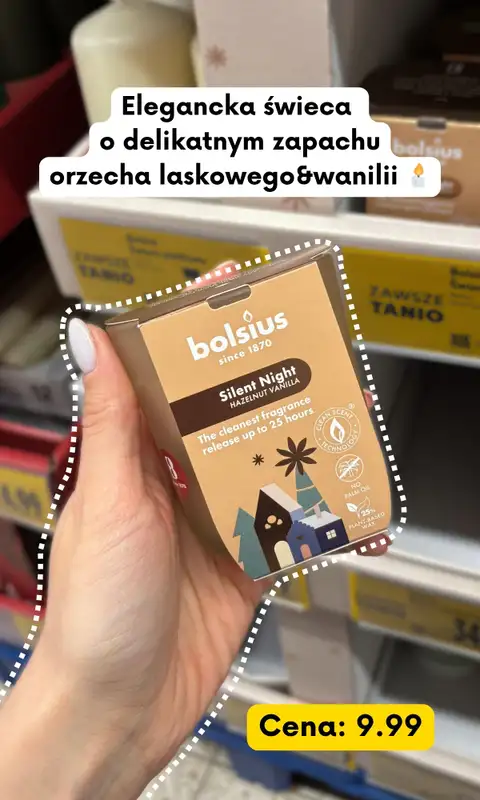 Elegancka świeca
o delikatnym zapachu
orzecha laskowego&wanilii 🕯️
bolsius
ZAWSZE
TANIO
ZAWSZE
TANIO
bolsius
since 1870
Silent Night
HAZELNUT VANILLA
The cleanest fragrance
release up to 25 hours
CLEAN SCENT
TECHNOLOGY
NO
PALM OIL
≥25%
PLANT-BASED
WAX
Cena: 9.99